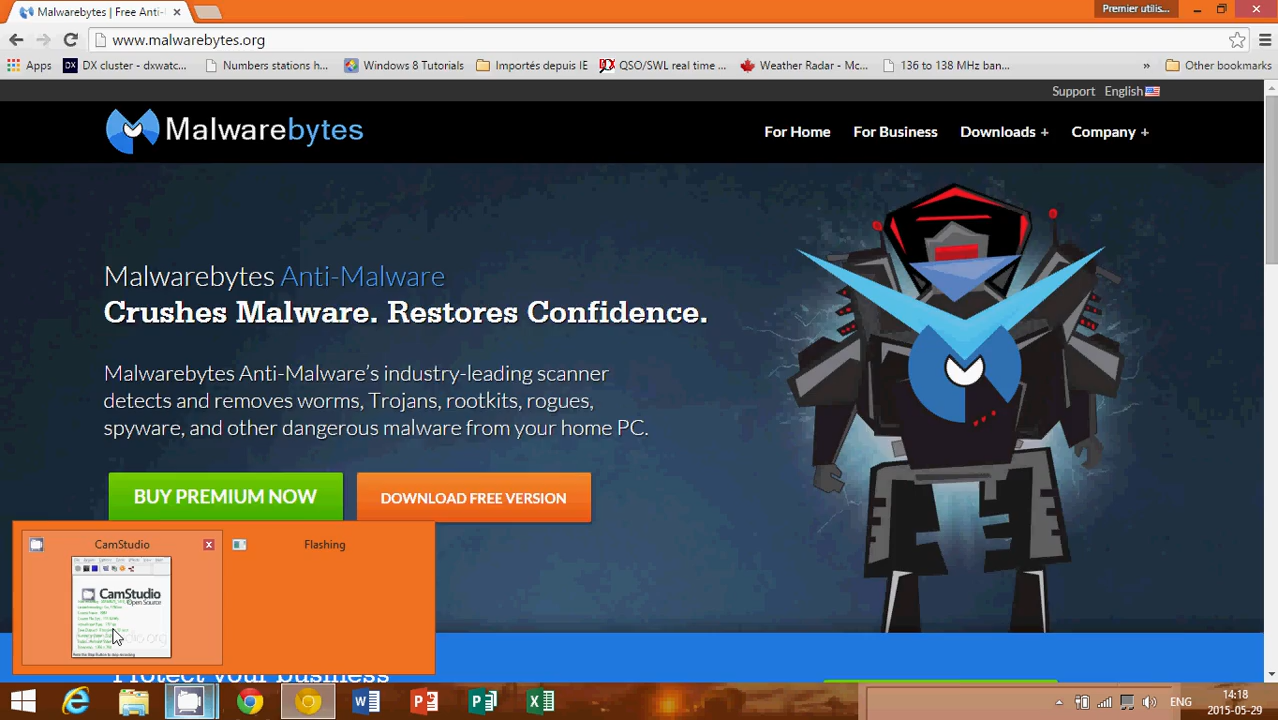 Malwarebytes | Free Anti-
Premier utilis...
www.malwarebytes.org
Apps
DX cluster - dxwatc...
Numbers stations h...
Windows 8 Tutorials
Importés depuis IE
QSO/SWL real time ...
Weather Radar - Mc...
136 to 138 MHz ban...
»
Other bookmarks
Support English
Malwarebytes
For Home For Business Downloads + Company +
Malwarebytes Anti-Malware
Crushes Malware. Restores Confidence.
Malwarebytes Anti-Malware's industry-leading scanner
detects and removes worms, Trojans, rootkits, rogues,
spyware, and other dangerous malware from your home PC.
BUY PREMIUM NOW DOWNLOAD FREE VERSION
CamStudio Flashing
CamStudio
Open Source
Protect your business
ENG
14:18
2015-05-29